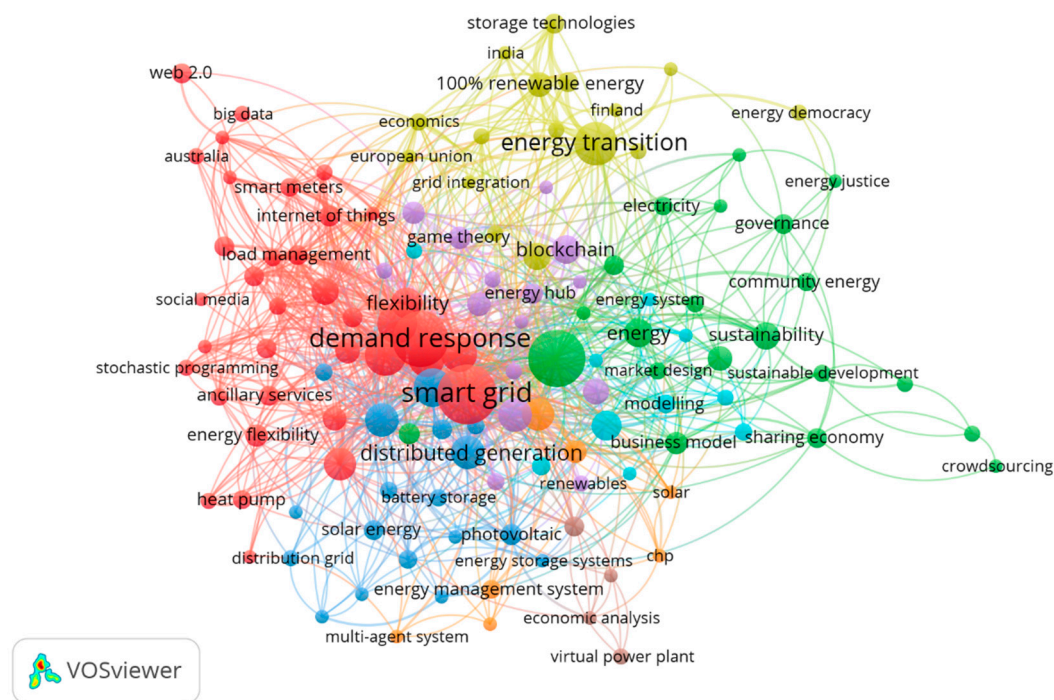 storage technologies
india
web 2.0
100% renewable energy
big data
finland
economics
energy democracy
energy transition
european union
australia
grid integration
energy justice
smart meters
electricity
internet of things
governance
game theory
blockchain
load management
community energy
energy hub
social media
flexibility
energy system
energy
sustainability
demand response
stochastic programming
market design
sustainable development
smart grid
ancillary services
modelling
energy flexibility
business model
sharing economy
distributed generation
crowdsourcing
renewables
solar
heat pump
battery storage
solar energy
photovoltaic
distribution grid
energy storage systems
chp
energy management system
economic analysis
multi-agent system
virtual power plant
VOSviewer